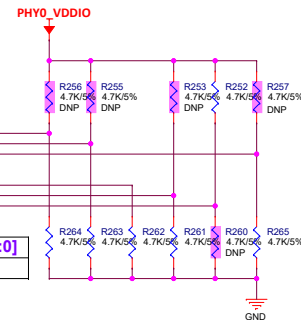 PHY0_VDDIO
R256
4.7K/5%
DNP
R255
4.7K/5%
DNP
R253
4.7K/5%
DNP
R252
4.7K/5%
R257
4.7K/5%
DNP
R264
4.7K/5%
R263
4.7K/5%
R262
4.7K/5%
R261
4.7K/5%
R260
4.7K/5%
DNP
R265
4.7K/5%
:0]
GND